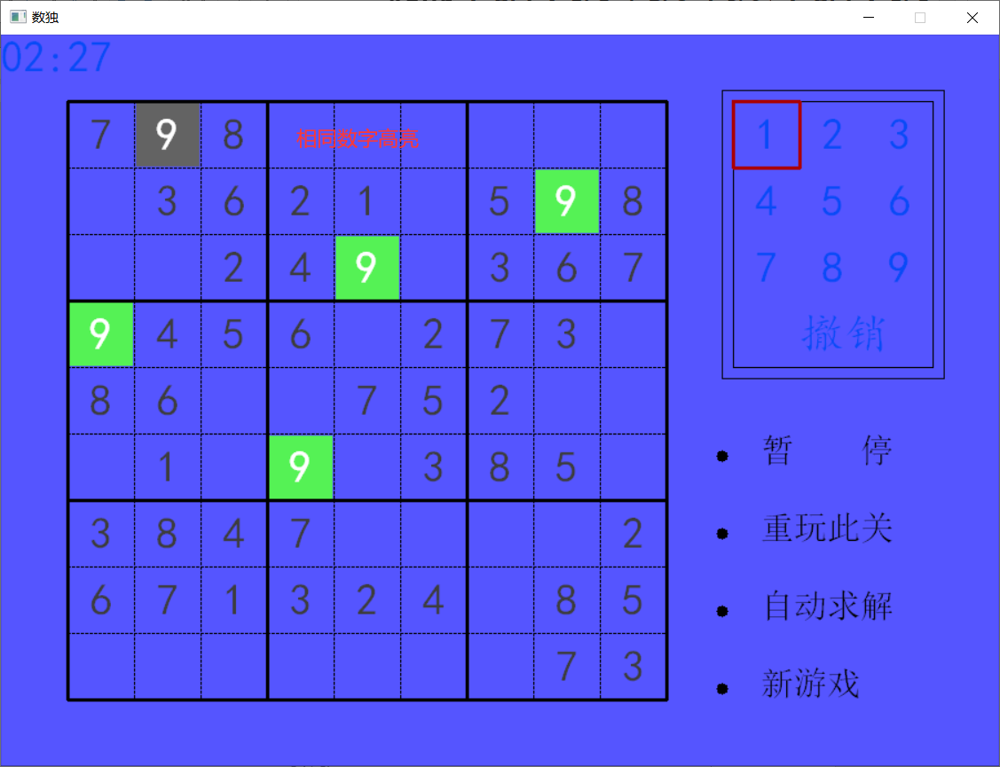 数独
02:27
7 9 8 相同数字高亮
3 6 2 1 5 9 8
2 4 9 3 6 7
9 4 5 6 2 7 3
8 6 7 5 2
1 9 3 8 5
3 8 4 7 2
6 7 1 3 2 4 8 5
7 3
1 2 3
4 5 6
7 8 9
撤销
暂 停
重玩此关
自动求解
新游戏